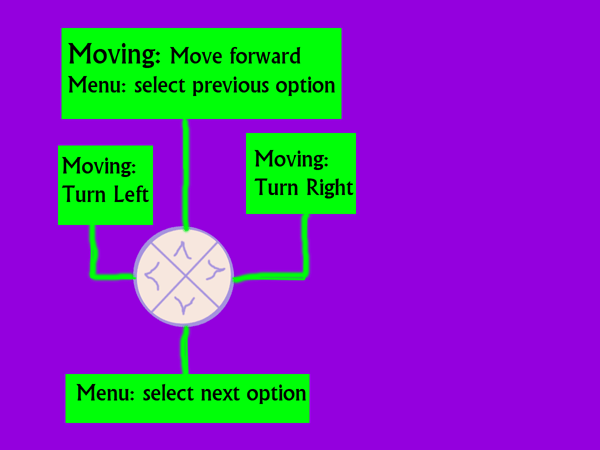 Moving: Move forward
Menu: select previous option
Moving:
Turn Left
Moving:
Turn Right
Menu: select next option